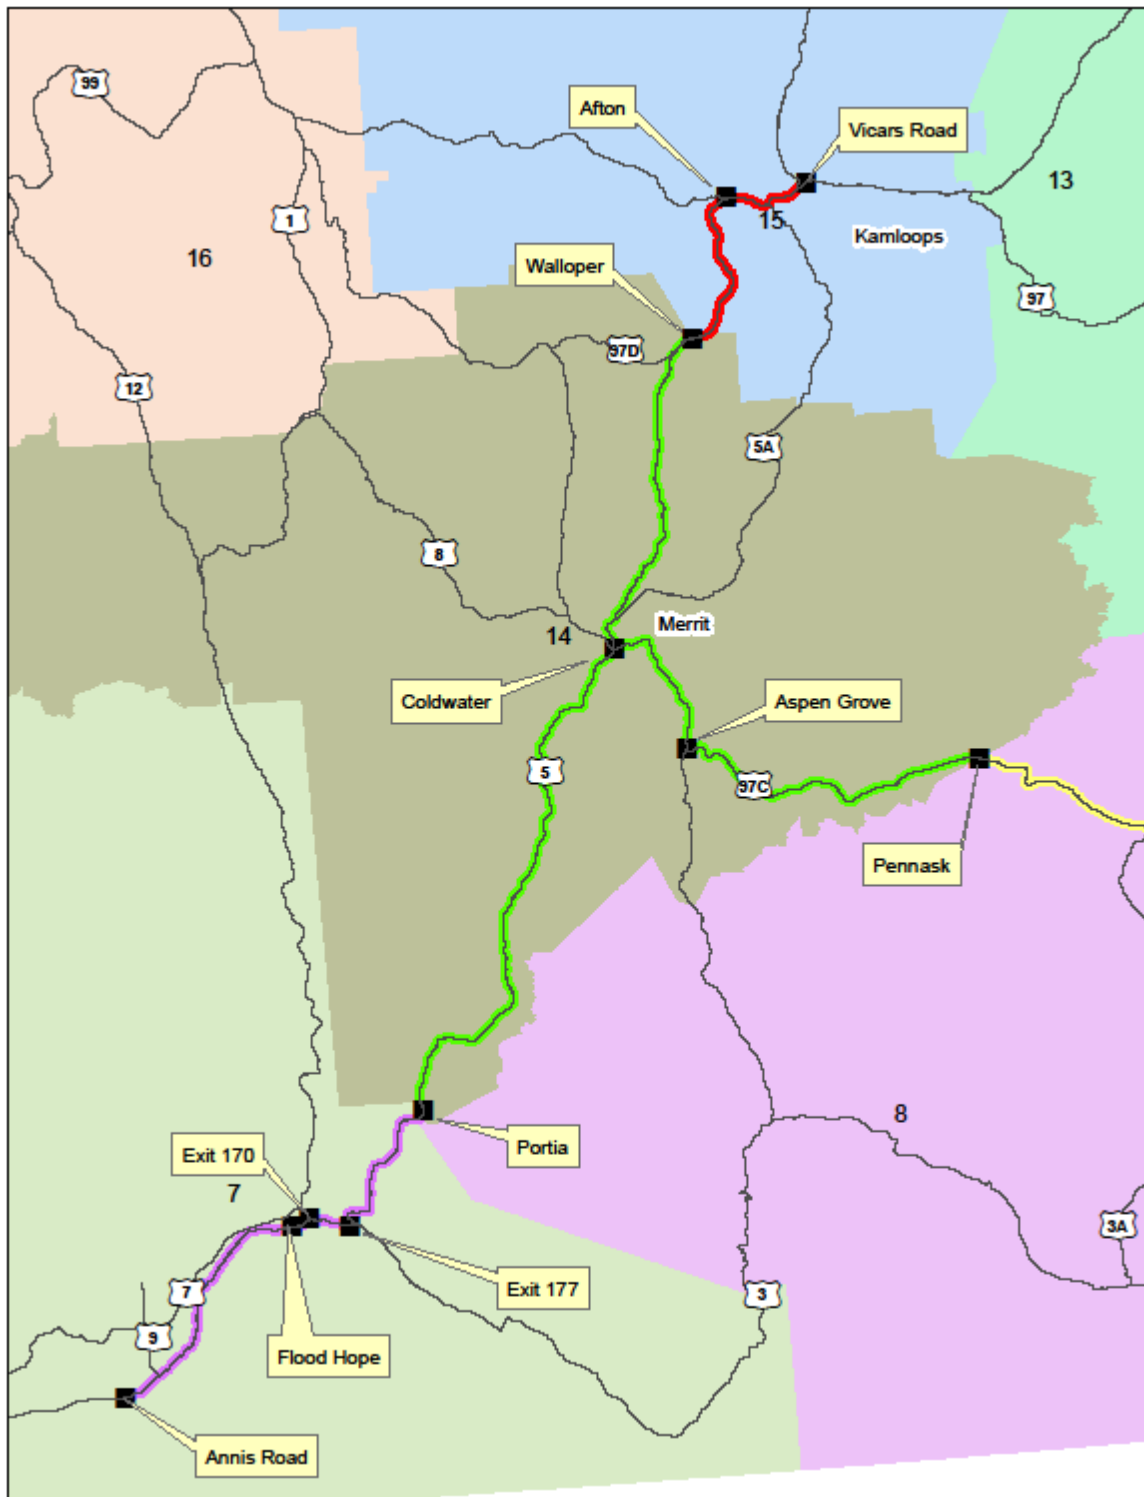 99
Afton
Vicars Road
13
1
15
16
Kamloops
Walloper
97
97D
12
5A
8
14
Merrit
Coldwater
Aspen Grove
5
97C
Pennask
8
Portia
Exit 170
7
3A
Exit 177
7
3
9
Flood Hope
Annis Road